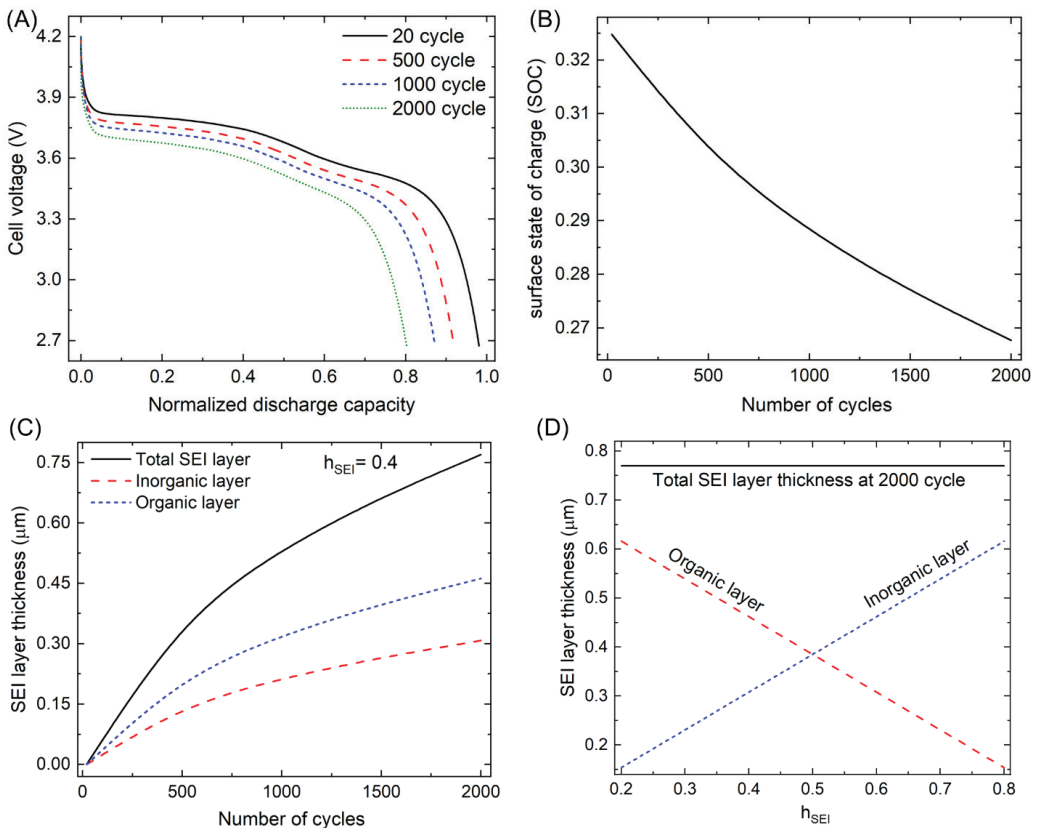 (A)
4.2
3.9
3.6
3.3
3.0
2.7
Cell voltage (V)
20 cycle
500 cycle
1000 cycle
2000 cycle
0.0 0.2 0.4 0.6 0.8 1.0
Normalized discharge capacity
(B)
0.32
0.31
0.30
0.29
0.28
0.27
surface state of charge (SOC)
0 500 1000 1500 2000
Number of cycles
(C)
0.75
0.60
0.45
0.30
0.15
0.00
SEI layer thickness (μm)
Total SEI layer
Inorganic layer
Organic layer
hSEI = 0.4
0 500 1000 1500 2000
Number of cycles
(D)
0.8
0.7
0.6
0.5
0.4
0.3
0.2
SEI layer thickness (μm)
Total SEI layer thickness at 2000 cycle
Organic layer
Inorganic layer
0.2 0.3 0.4 0.5 0.6 0.7 0.8
hSEI